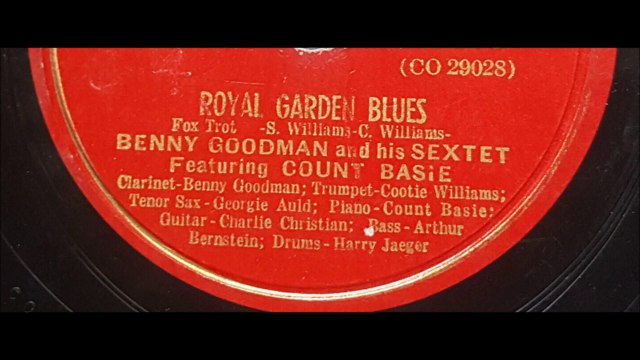 (CO 29028)
ROYAL GARDEN BLUES
Fox Trot -S. Williams-C. Williams-
BENNY GOODMAN and his SEXTET
Featuring COUNT BASIE
Clarinet-Benny Goodman; Trumpet-Cootie Williams;
Tenor Sax-Georgie Auld; Piano-Count Basie;
Guitar-Charlie Christian; Bass-Arthur
Bernstein; Drums-Harry Jaeger